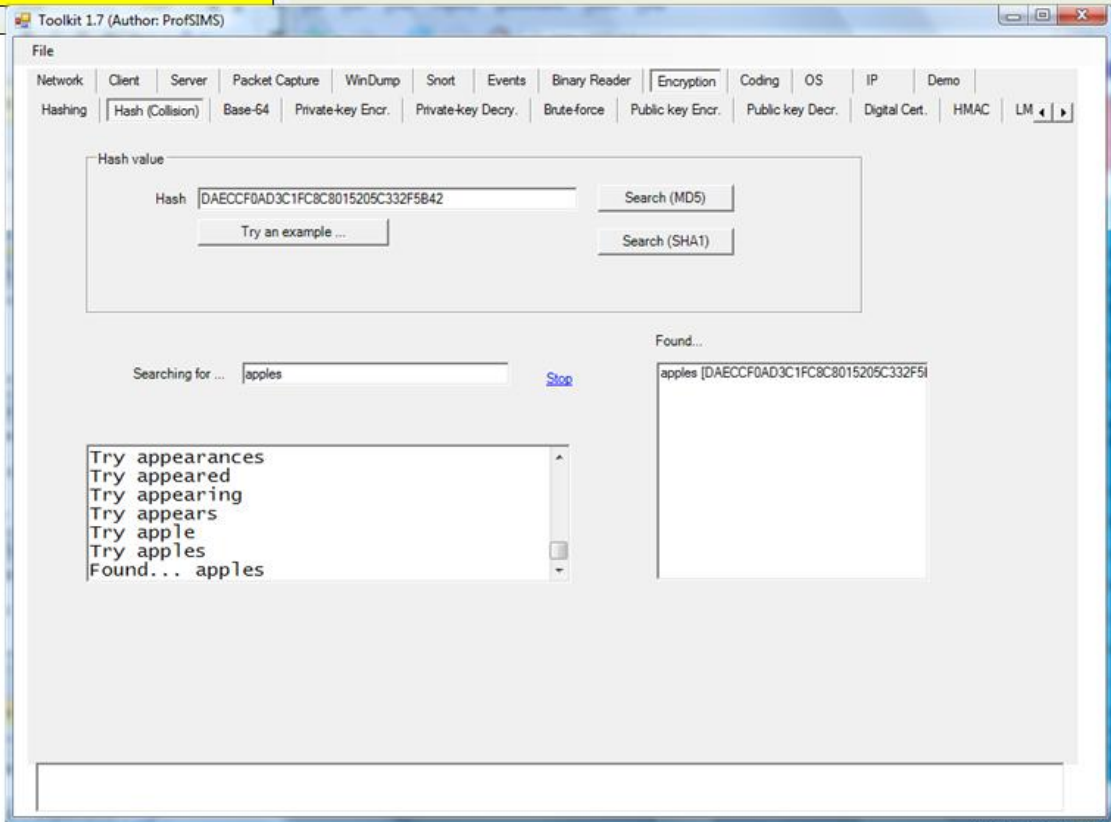 Toolkit 1.7 (Author: ProfSIMS)
File
Network Client Server Packet Capture WinDump Snort Events Binary Reader Encryption Coding OS IP Demo
Hashing Hash (Collision) Base-64 Private-key Encr. Private-key Decry. Brute-force Public key Encr. Public key Decr. Digital Cert. HMAC LM
Hash value
Hash DAECCF0AD3C1FC8C8015205C332F5B42 Search (MD5)
Try an example ... Search (SHA1)
Found...
Searching for ... apples Stop
apples [DAECCF0AD3C1FC8C8015205C332F5
Try appearances
Try appeared
Try appearing
Try appears
Try apple
Try apples
Found... apples